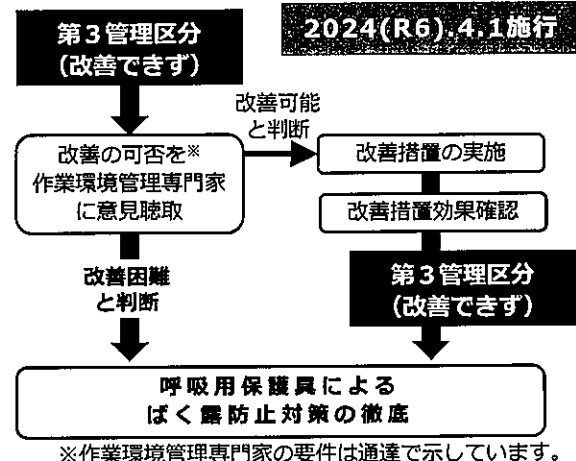 第３管理区分
（改善できず）
2024(R6).4.1施行
改善可能
と判断
改善の可否を※
作業環境管理専門家
に意見聴取
改善措置の実施
改善措置効果確認
改善困難
と判断
第３管理区分
（改善できず）
呼吸用保護具による
ばく露防止対策の徹底
※作業環境管理専門家の要件は通達で示しています。